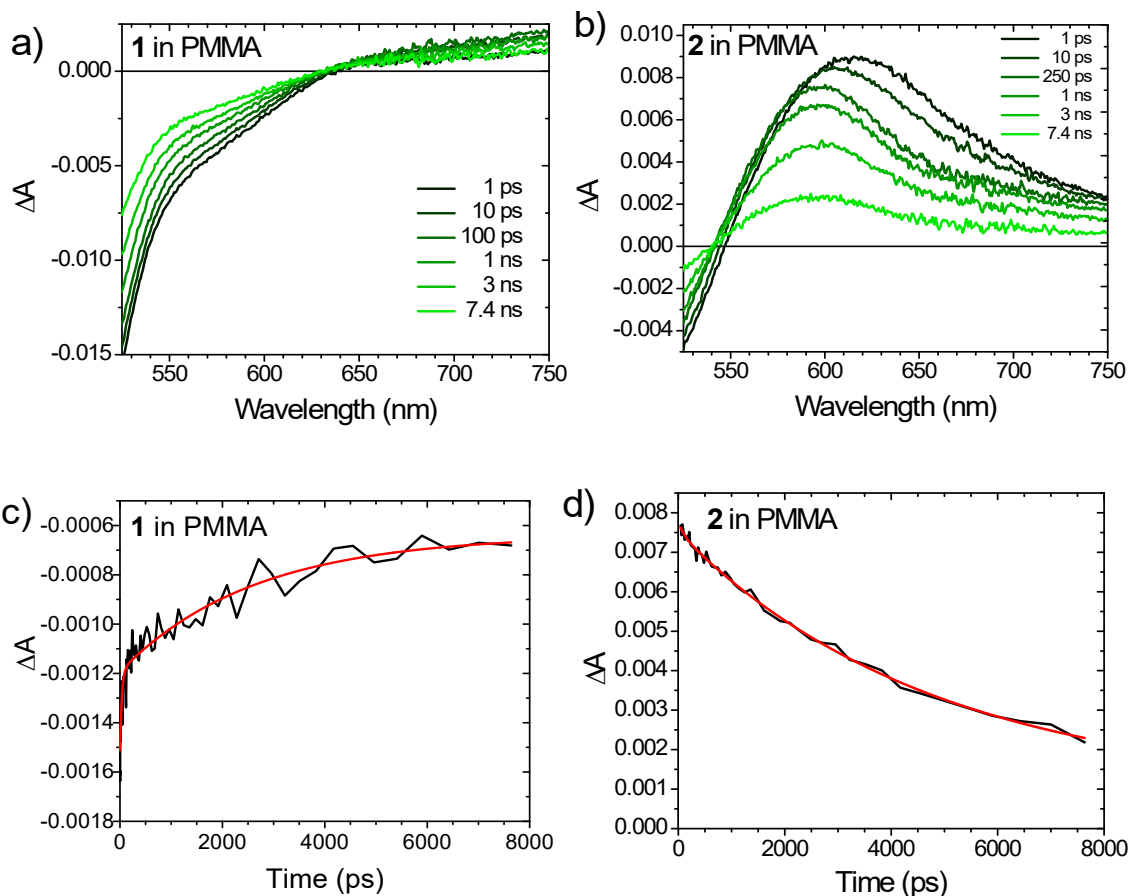 a)
1 in PMMA
0.000
-0.005
-0.010
-0.015
ΔA
1 ps
10 ps
100 ps
1 ns
3 ns
7.4 ns
550 600 650 700 750
Wavelength (nm)
b)
2 in PMMA
0.010
0.008
0.006
0.004
0.002
0.000
-0.002
-0.004
ΔA
1 ps
10 ps
250 ps
1 ns
3 ns
7.4 ns
550 600 650 700 750
Wavelength (nm)
c)
1 in PMMA
-0.0006
-0.0008
-0.0010
-0.0012
-0.0014
-0.0016
-0.0018
ΔA
0 2000 4000 6000 8000
Time (ps)
d)
2 in PMMA
0.008
0.007
0.006
0.005
0.004
0.003
0.002
0.001
0.000
ΔA
0 2000 4000 6000 8000
Time (ps)